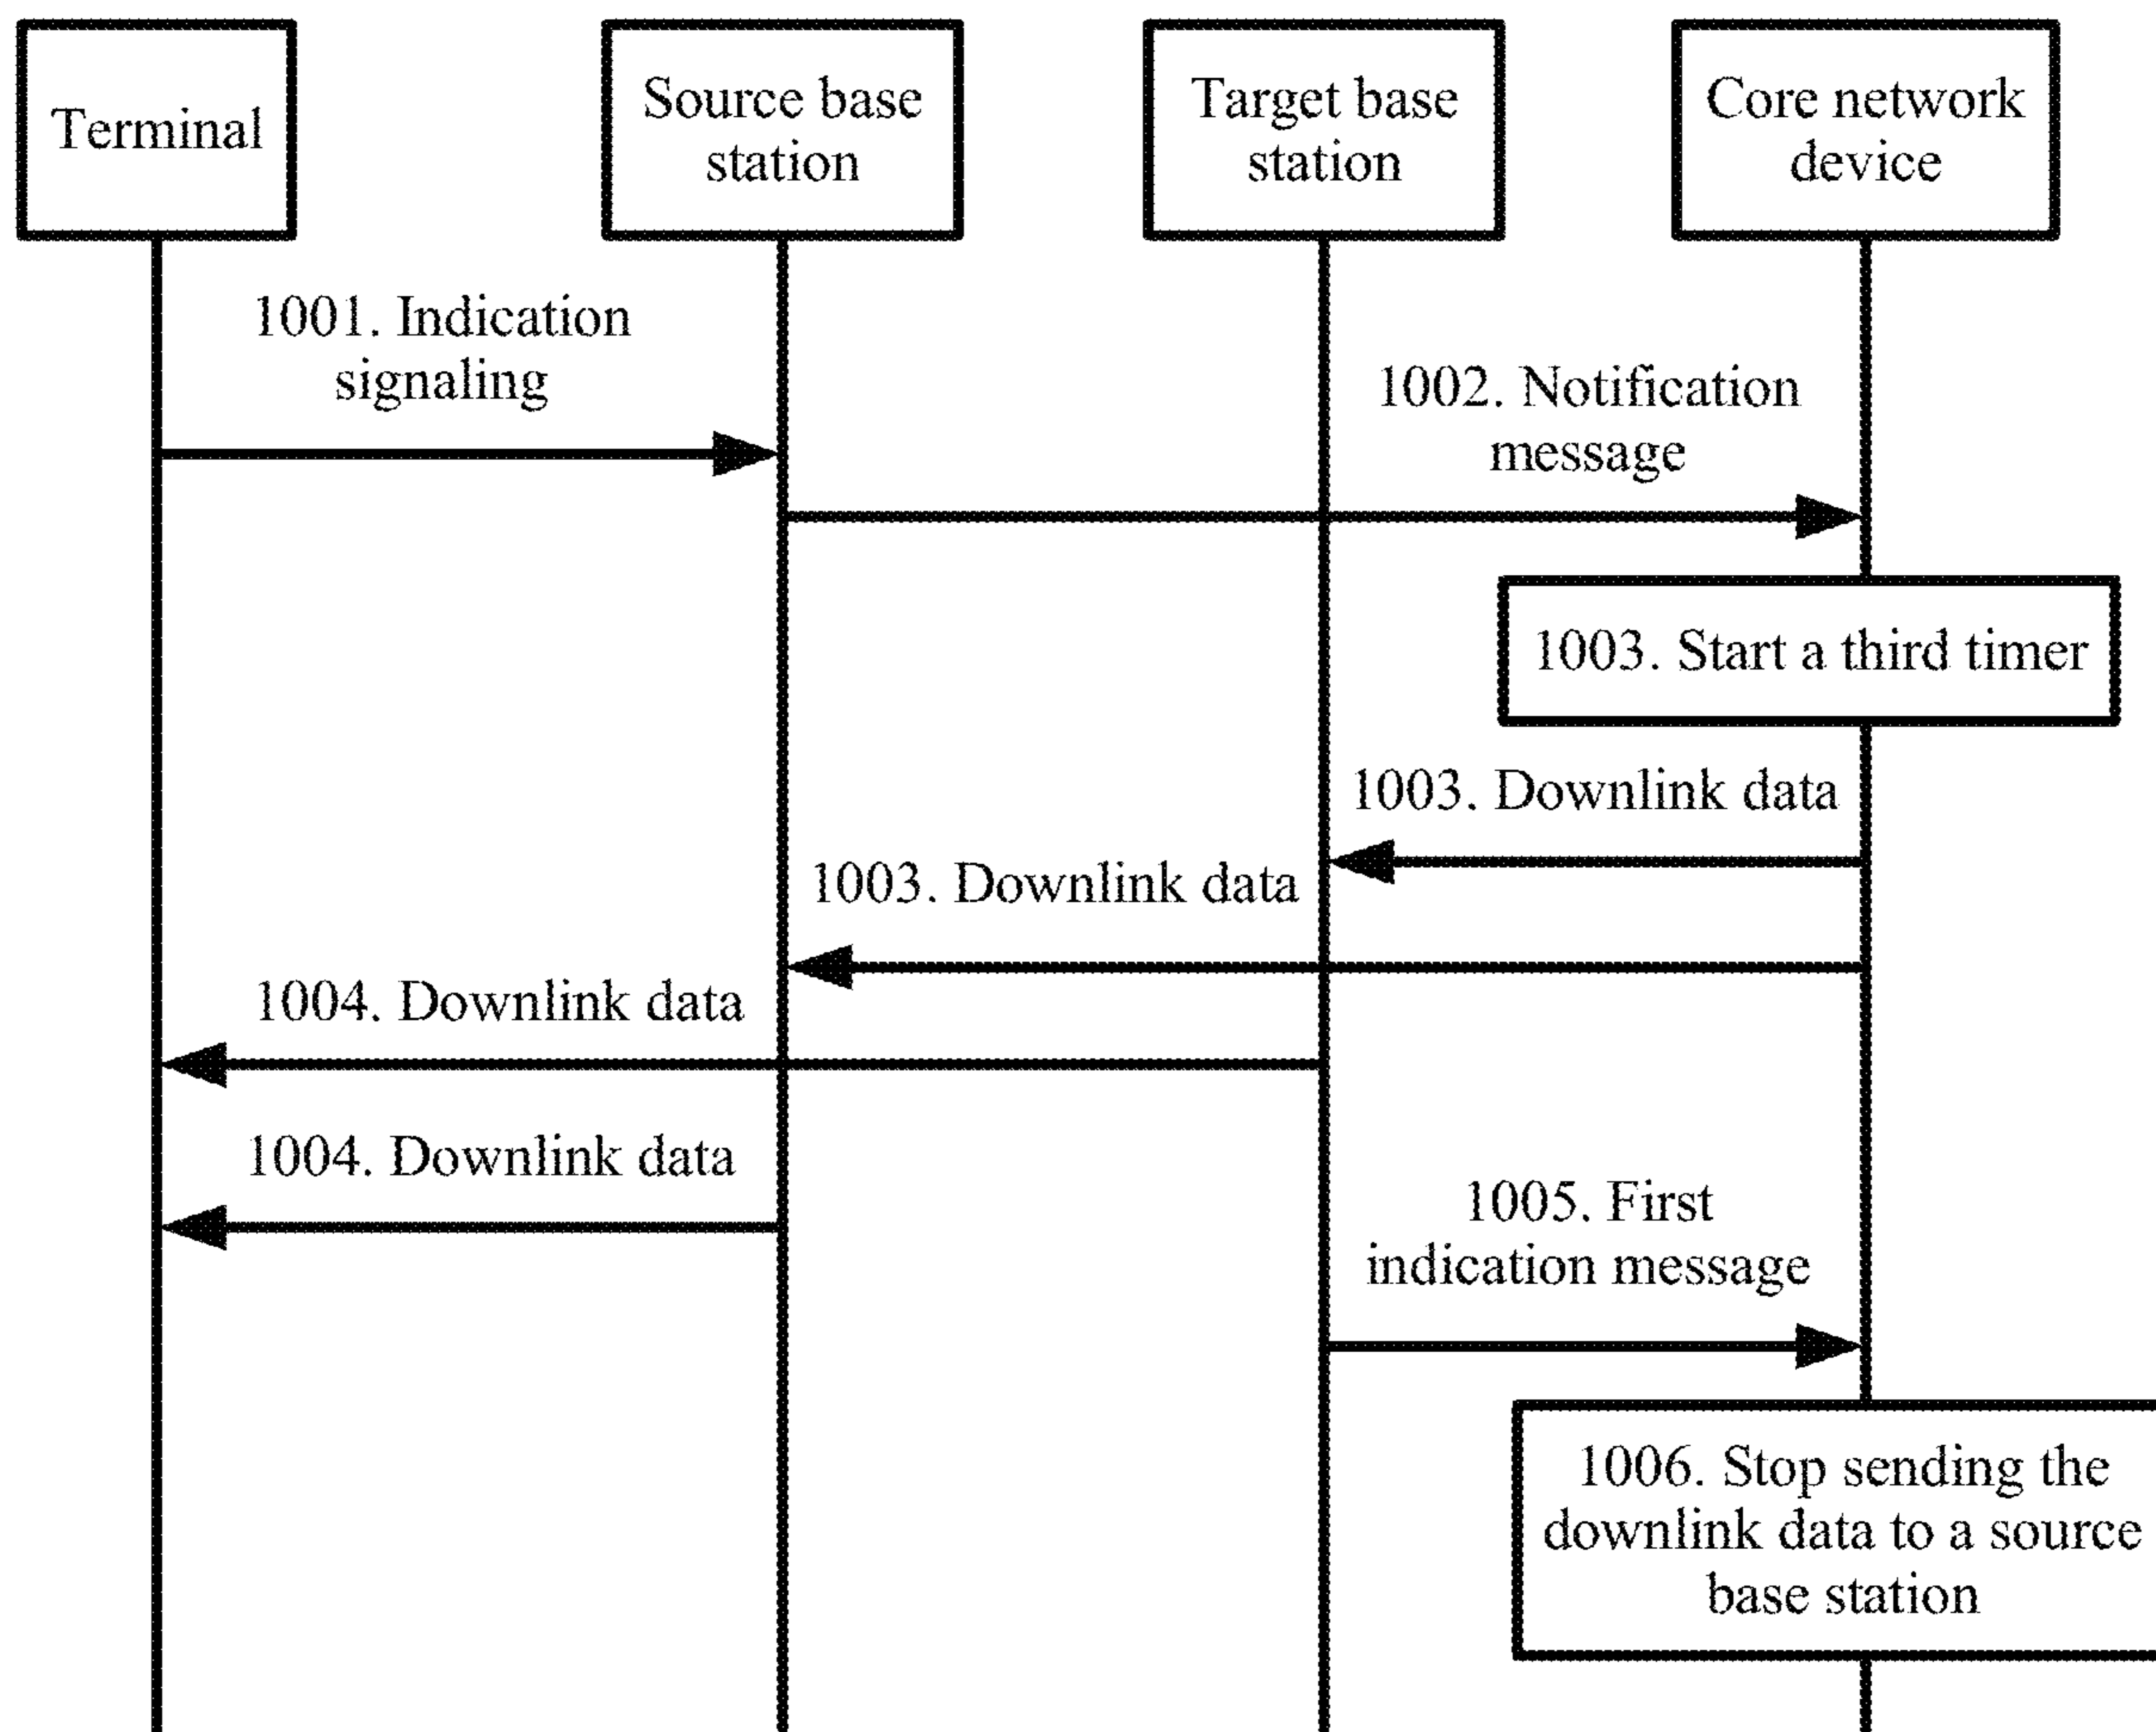 Terminal
Source base
station
Target base
station
Core network
device
1001. Indication
signaling
1002. Notification
message
1003. Start a third timer
1003. Downlink data
1003. Downlink data
1004. Downlink data
1004. Downlink data
1005. First
indication message
1006. Stop sending the
downlink data to a source
base station